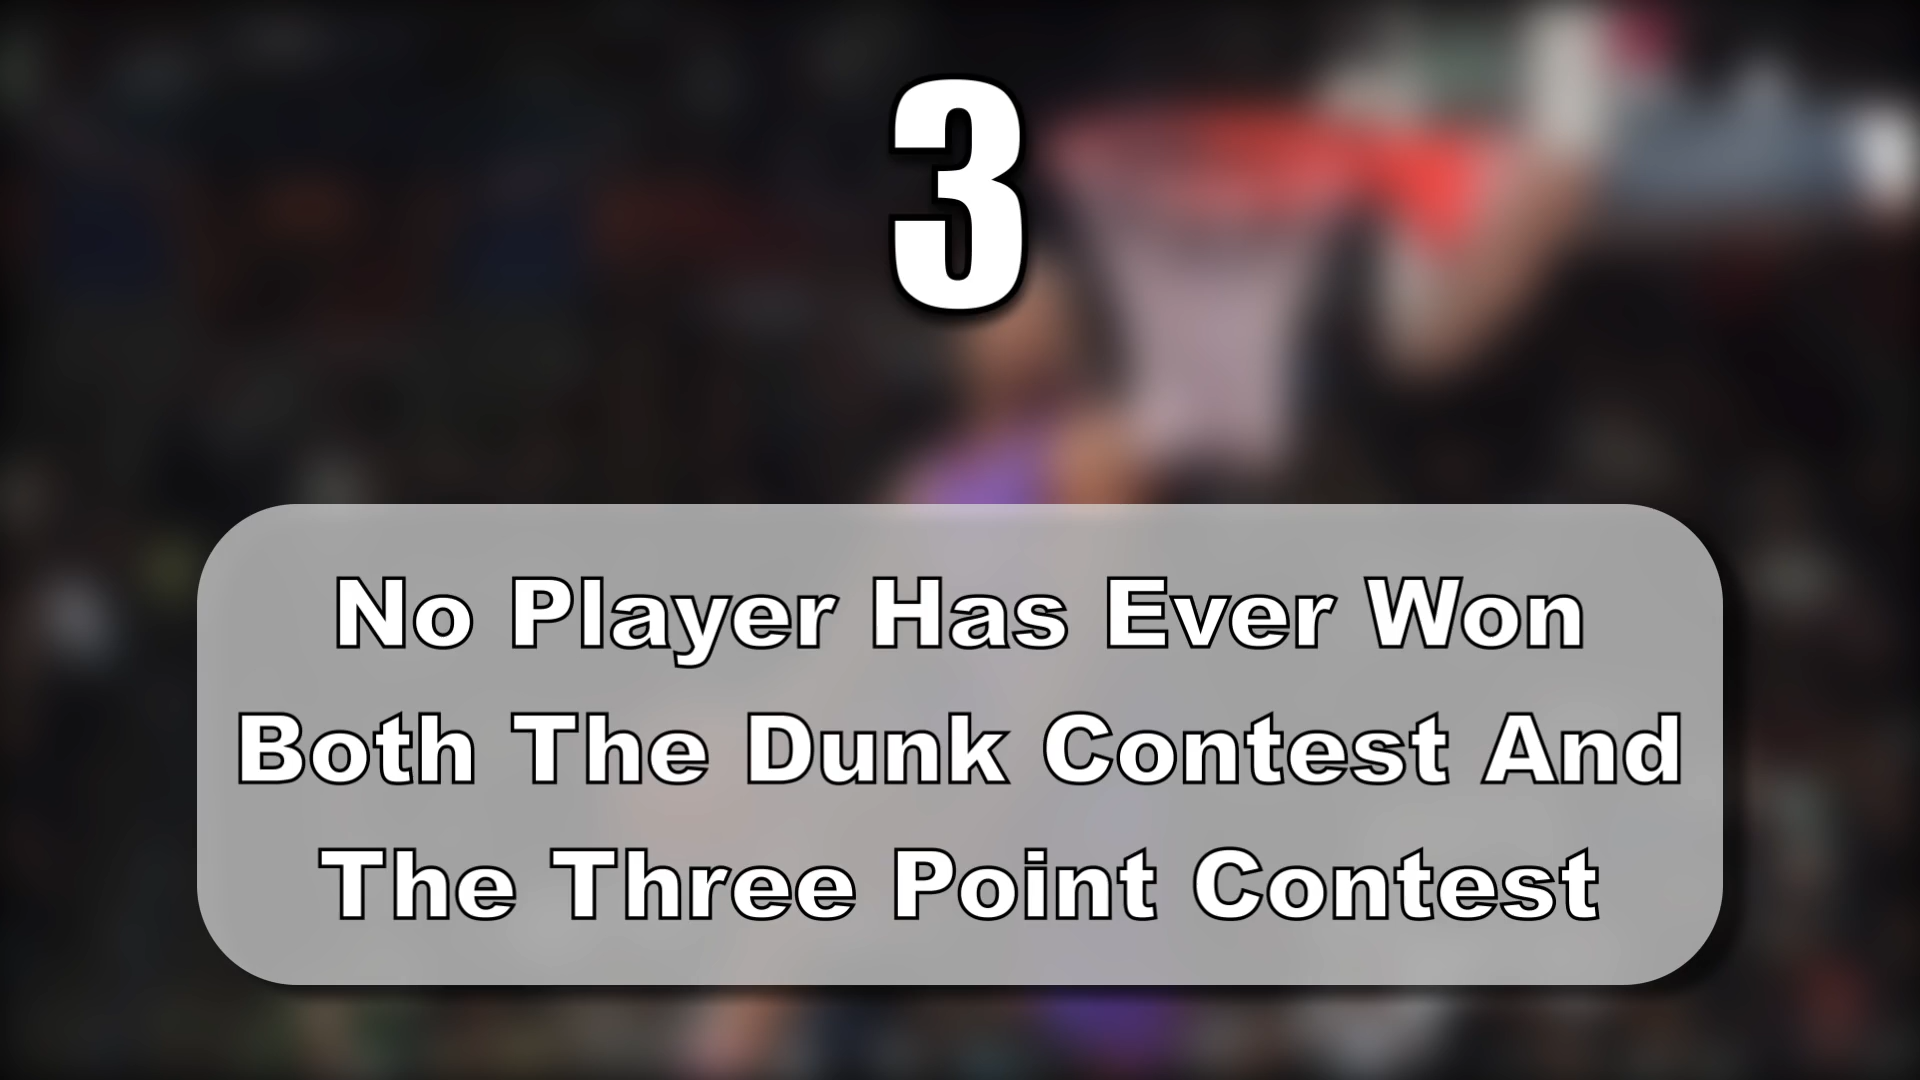 3
No Player Has Ever Won
Both The Dunk Contest And
The Three Point Contest